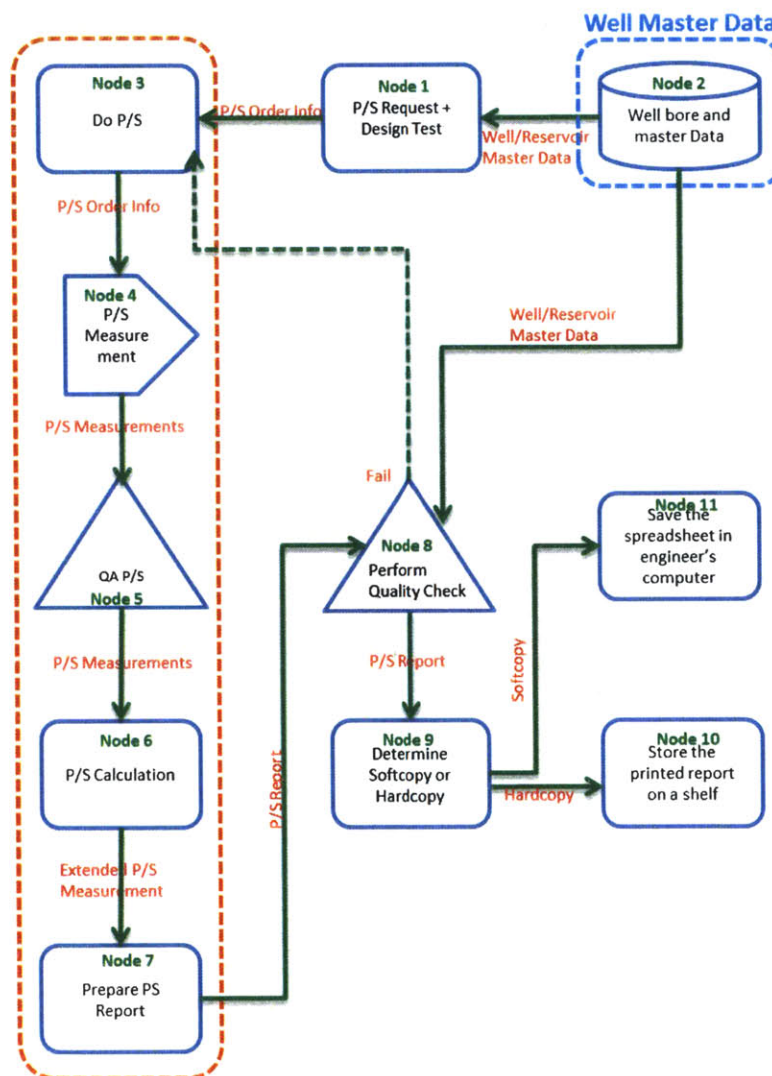 Well Master Data
Node 3
Do P/S
P/S Order Info
Node 1
P/S Request +
Design Test
Well/Reservoir
Master Data
Node 2
Well bore and
master Data
P/S Order Info
Node 4
P/S
Measure
ment
Well/Reservoir
Master Data
P/S Measurements
Fail
QA P/S
Node 5
Node 8
Perform
Quality Check
Node 11
Save the
spreadsheet in
engineer's
computer
P/S Measurements
P/S Report
Softcopy
Node 6
P/S Calculation
P/S Report
Node 9
Determine
Softcopy or
Hardcopy
Hardcopy
Node 10
Store the
printed report
on a shelf
Extended P/S
Measurement
Node 7
Prepare PS
Report